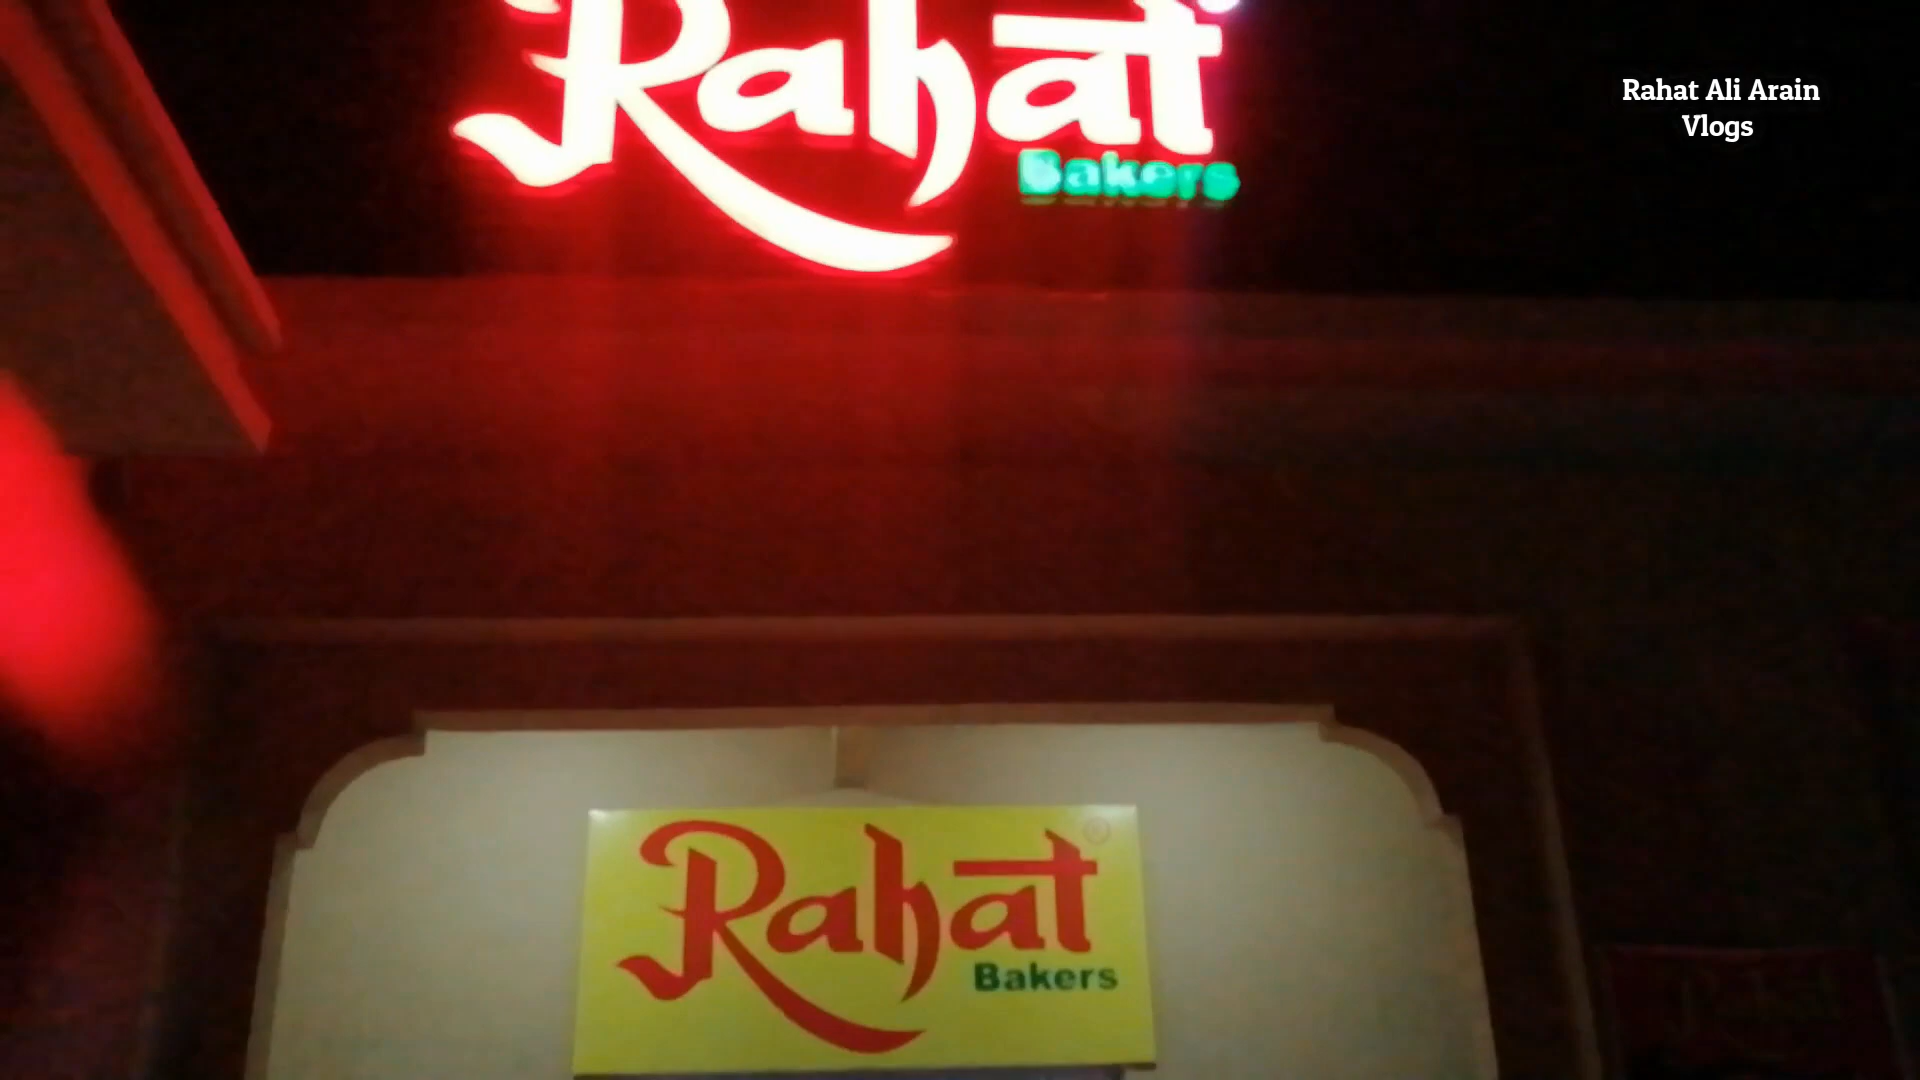 Rahat
Bakers
Rahat Ali Arain
Vlogs
Rahat®
Bakers